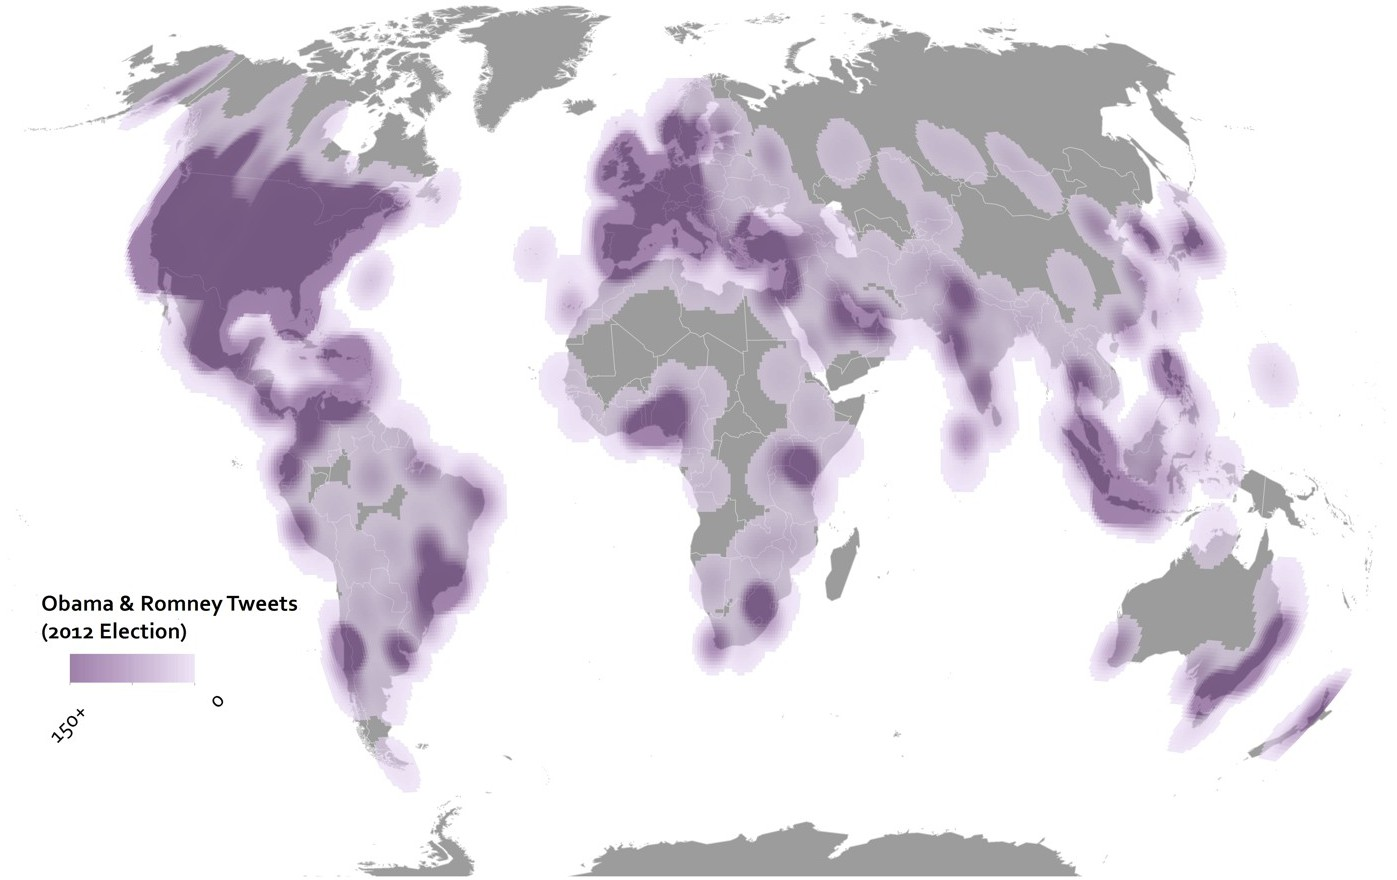 Obama & Romney Tweets
(2012 Election)
150+
0